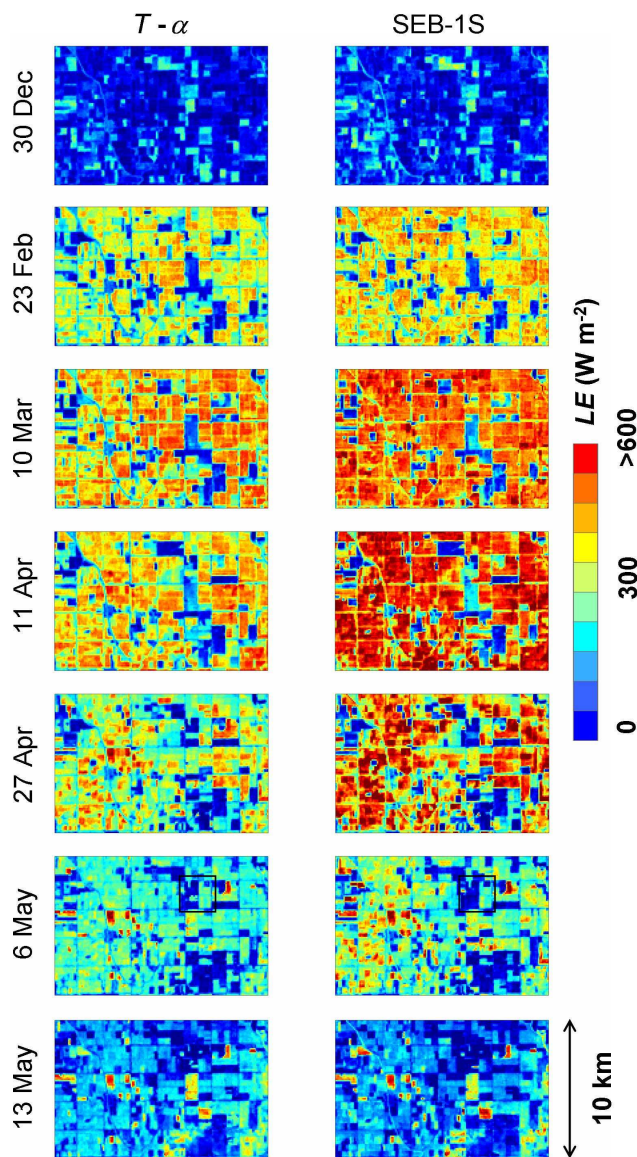 T - α
SEB-1S
30 Dec
23 Feb
10 Mar
11 Apr
27 Apr
6 May
13 May
LE (W m-2)
>600
300
0
10 km